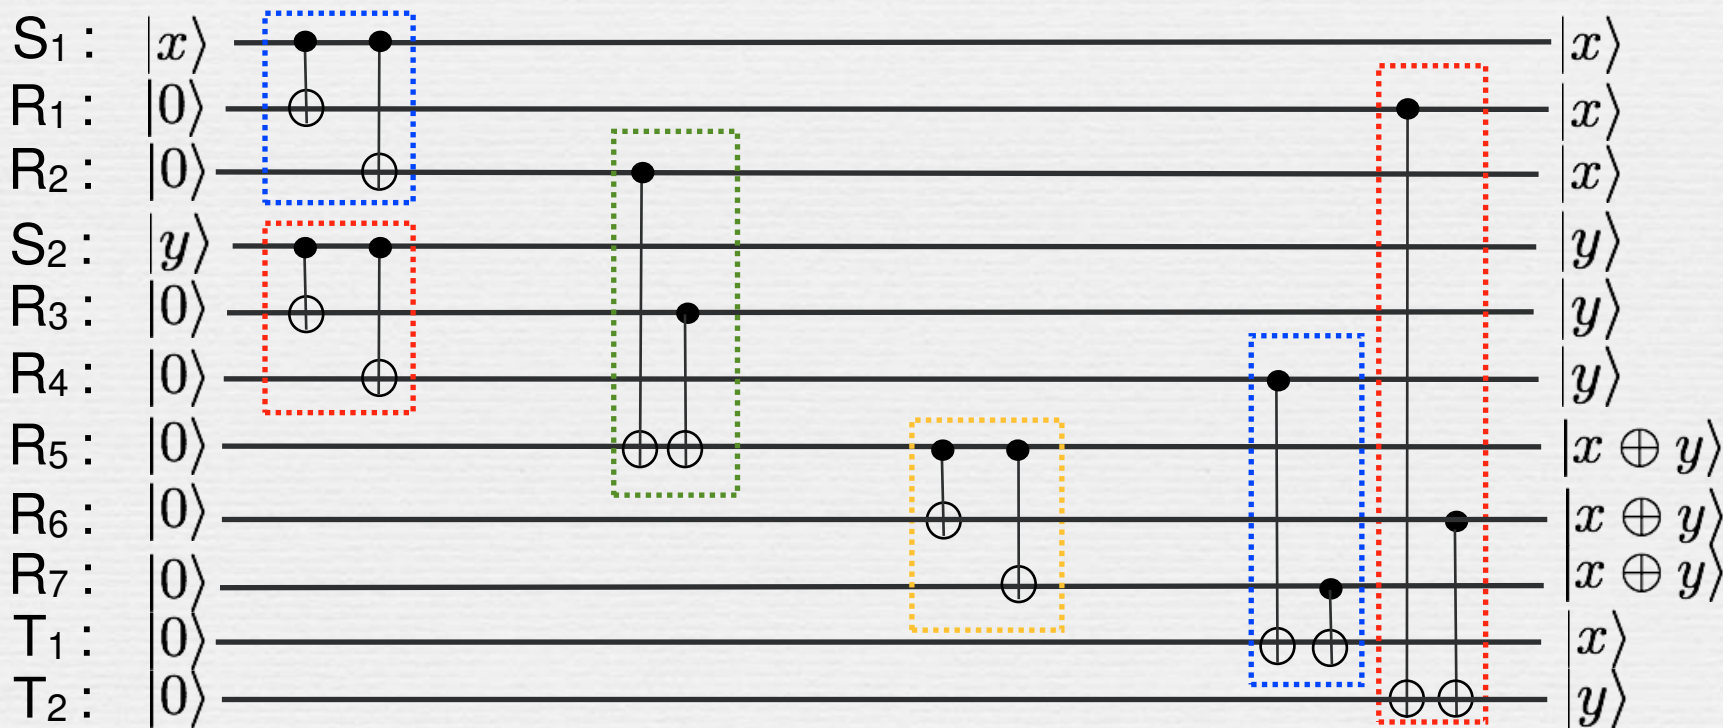 S₁ : |x⟩ |x⟩
R₁ : |0⟩ |x⟩
R₂ : |0⟩ |x⟩
S₂ : |y⟩ |y⟩
R₃ : |0⟩ |y⟩
R₄ : |0⟩ |y⟩
R₅ : |0⟩ |x ⊕ y⟩
R₆ : |0⟩ |x ⊕ y⟩
R₇ : |0⟩ |x ⊕ y⟩
T₁ : |0⟩ |x⟩
T₂ : |0⟩ |y⟩